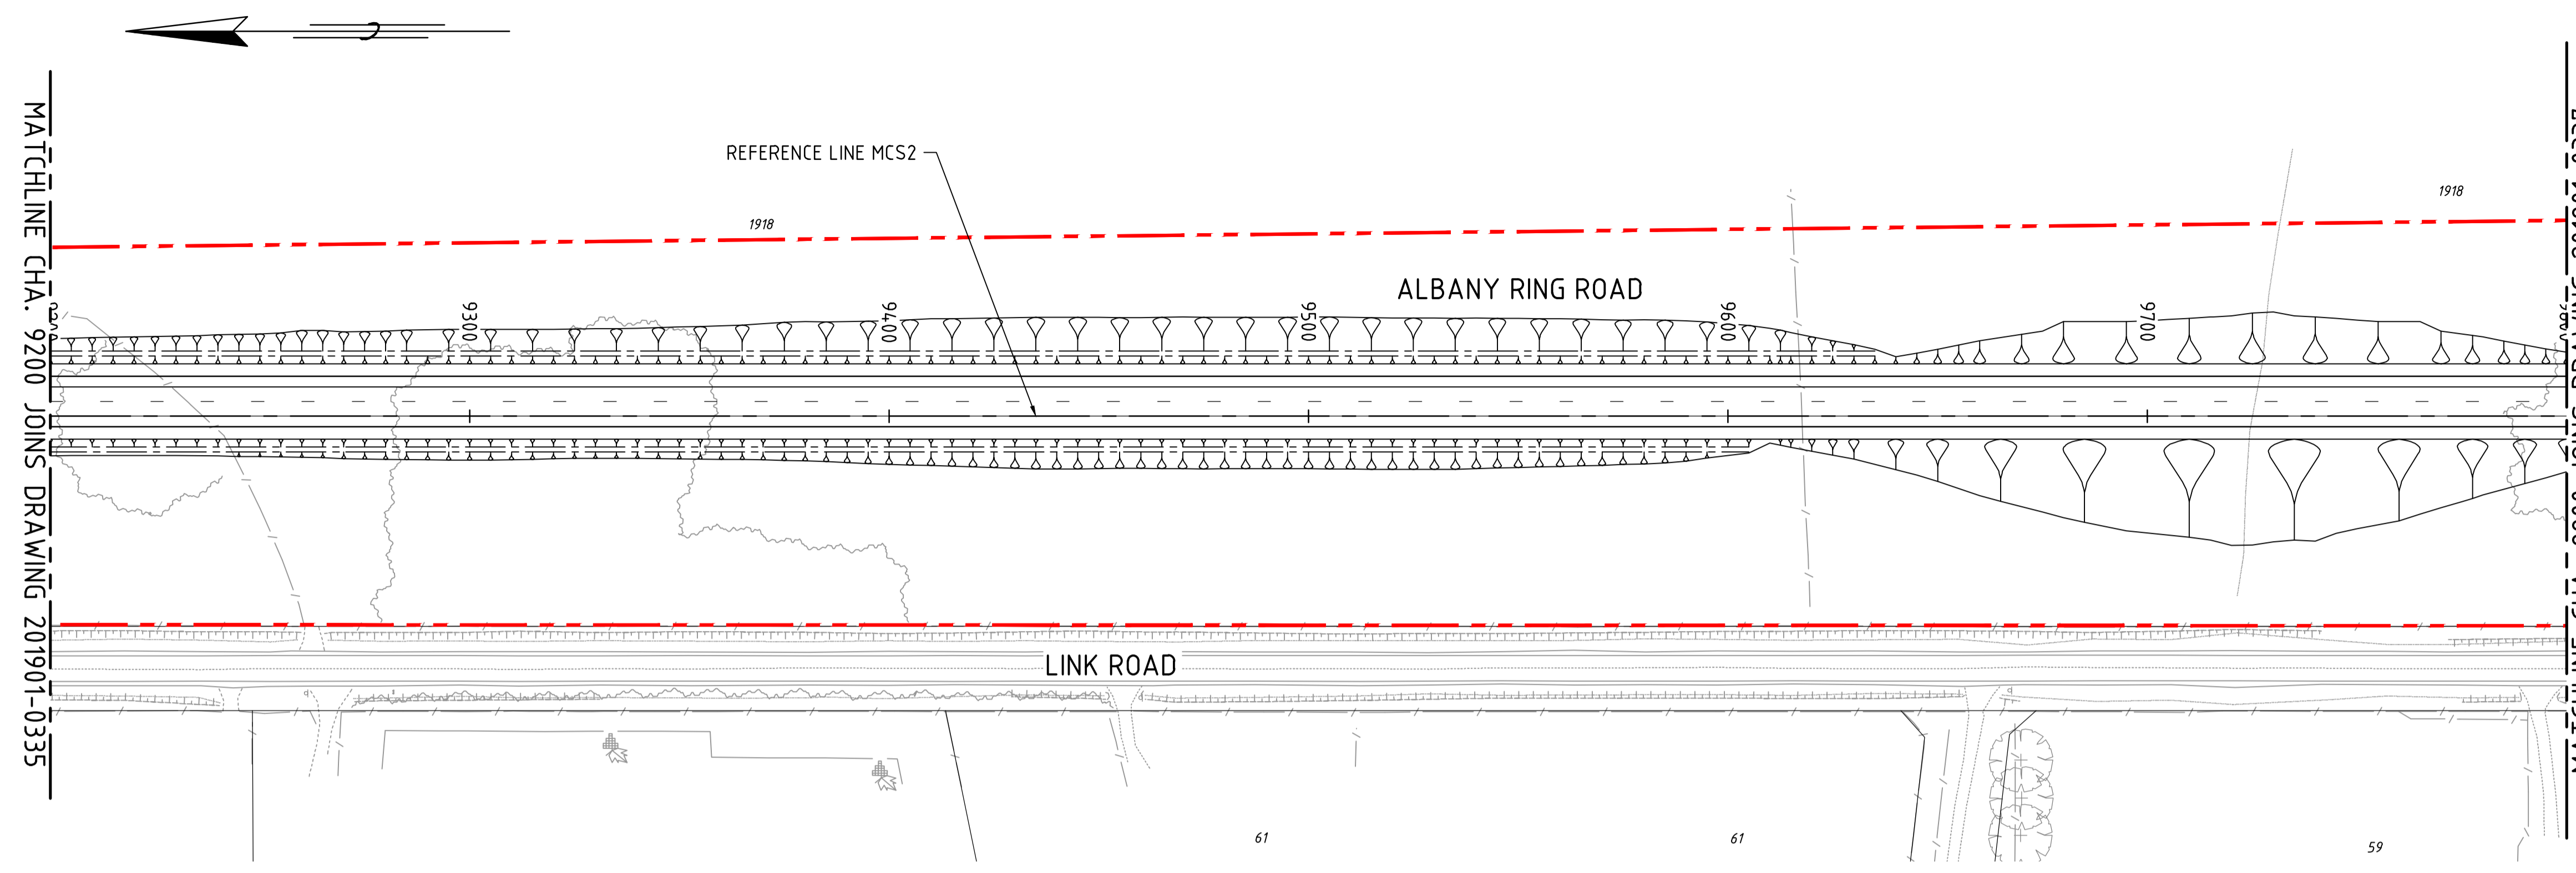 MATCHLINE CHA. 9200 JOINS DRAWING 201901-0335
REFERENCE LINE MCS2
1918
1918
ALBANY RING ROAD
9300
9400
9500
9600
9700
LINK ROAD
61
61
59